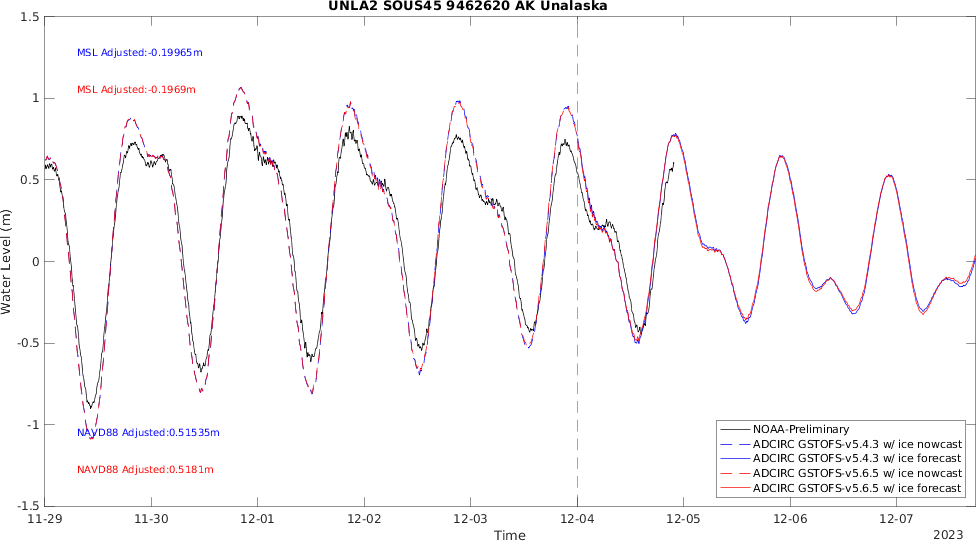 UNLA2 SOUS45 9462620 AK Unalaska
1.5
1
0.5
0
-0.5
-1
-1.5
Water Level (m)
MSL Adjusted:-0.19965m
MSL Adjusted:-0.1969m
NAVD88 Adjusted:0.51535m
NAVD88 Adjusted:0.5181m
NOAA-Preliminary
ADCIRC GSTOFS-v5.4.3 w/ ice nowcast
ADCIRC GSTOFS-v5.4.3 w/ ice forecast
ADCIRC GSTOFS-v5.6.5 w/ ice nowcast
ADCIRC GSTOFS-v5.6.5 w/ ice forecast
11-29 11-30 12-01 12-02 12-03 12-04 12-05 12-06 12-07
Time
2023